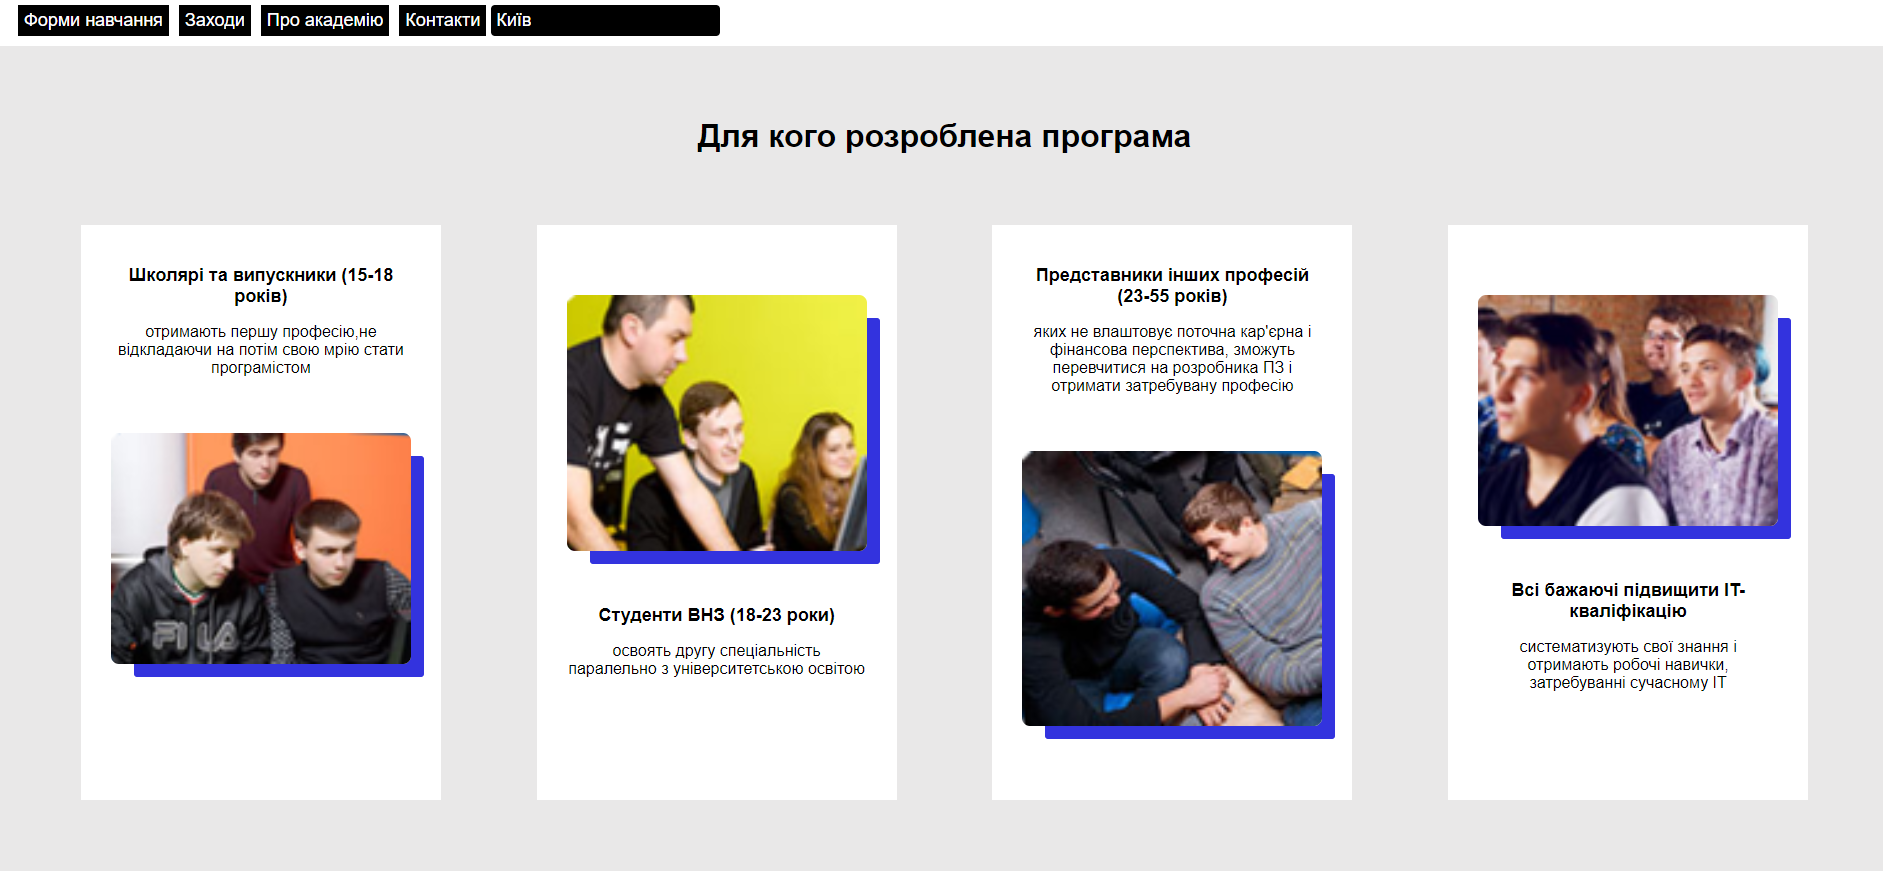 Форми навчання Заходи Про академію Контакти Київ
Для кого розроблена програма
Школярі та випускники (15-18
років)
отримають першу професію,не
відкладаючи на потім свою мрію стати
програмістом
FILA
Студенти ВНЗ (18-23 роки)
освоять другу спеціальність
паралельно з університетською освітою
Представники інших професій
(23-55 років)
яких не влаштовує поточна кар'єрна і
фінансова перспектива, зможуть
перевчитися на розробника ПЗ і
отримати затребувану професію
Всі бажаючі підвищити IT-
кваліфікацію
систематизують свої знання і
отримають робочі навички,
затребуванні сучасному IT